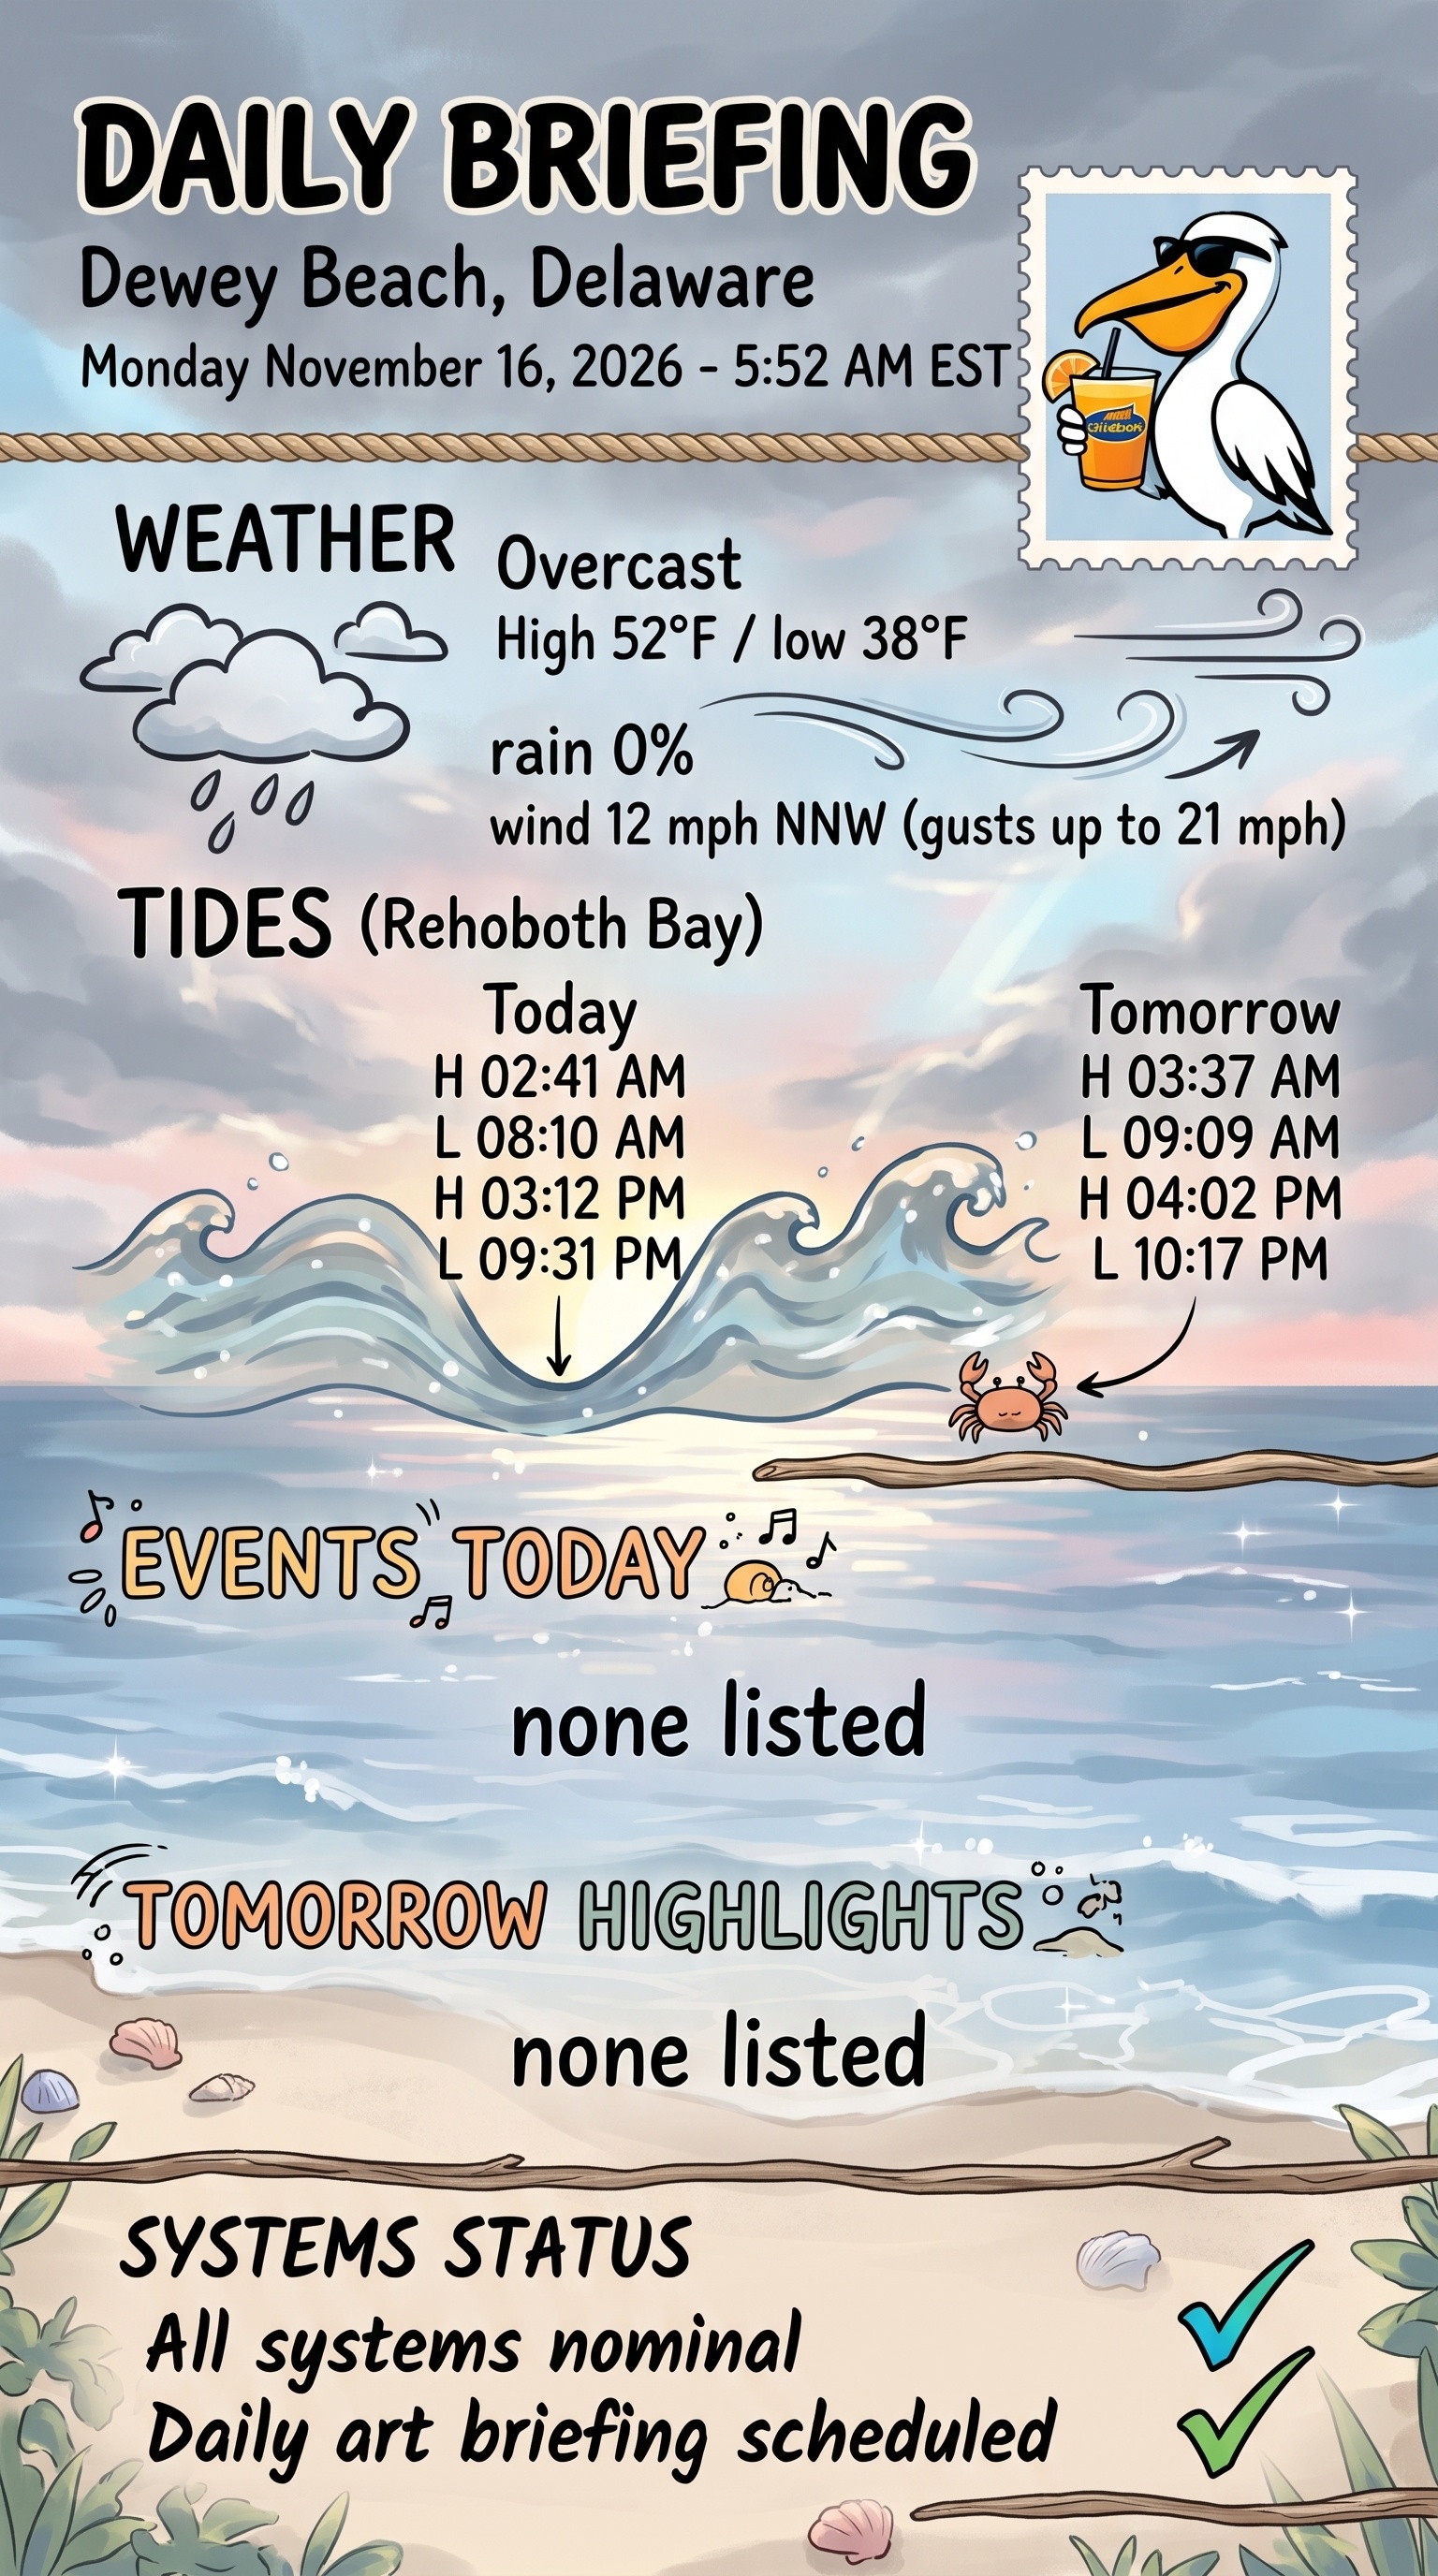 DAILY BRIEFING
Dewey Beach, Delaware
Monday November 16, 2026 - 5:52 AM EST
WEATHER
Overcast
High 52°F / low 38°F
rain 0%
wind 12 mph NNW (gusts up to 21 mph)
TIDES (Rehoboth Bay)
Today
H 02:41 AM
L 08:10 AM
H 03:12 PM
L 09:31 PM
Tomorrow
H 03:37 AM
L 09:09 AM
H 04:02 PM
L 10:17 PM
EVENTS TODAY
none listed
TOMORROW HIGHLIGHTS
none listed
SYSTEMS STATUS
All systems nominal
Daily art briefing scheduled